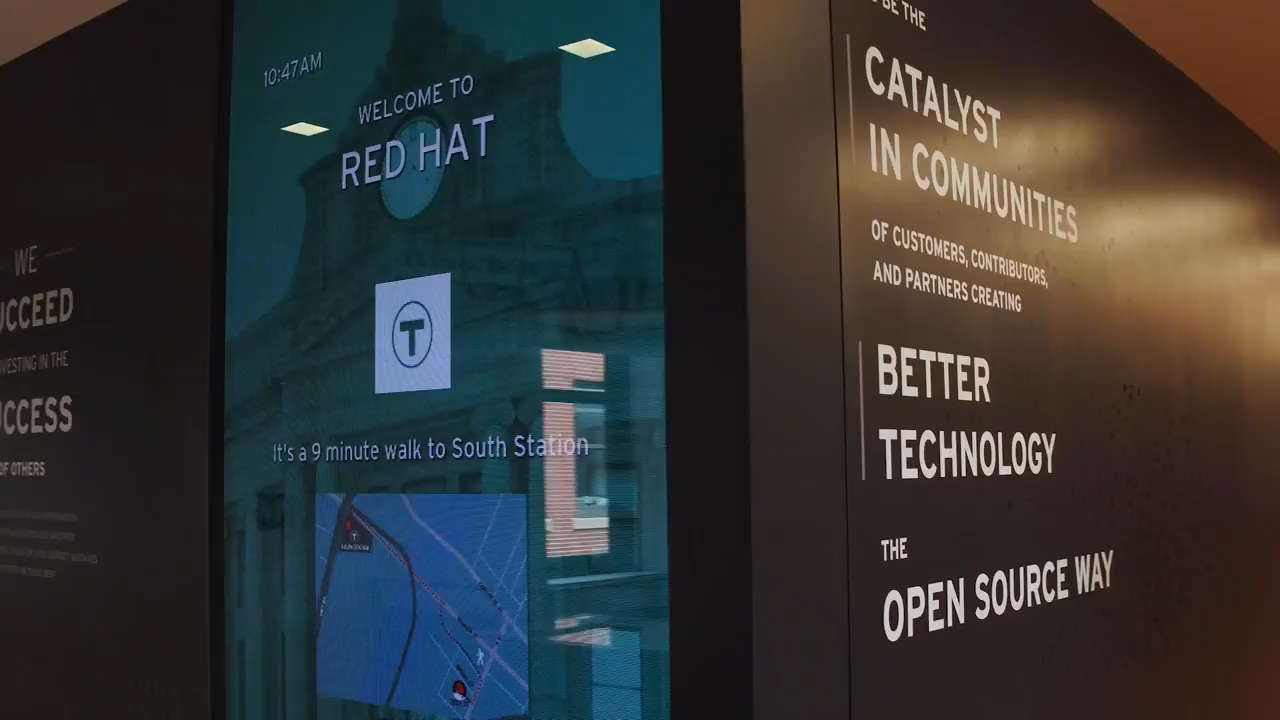 WE
UCCEED
VESTING IN THE
UCCESS
OF OTHERS
10:47AM
WELCOME TO
RED HAT
T
It's a 9 minute walk to South Station
BE THE
CATALYST
IN COMMUNITIES
OF CUSTOMERS, CONTRIBUTORS,
AND PARTNERS CREATING
BETTER
TECHNOLOGY
THE
OPEN SOURCE WAY